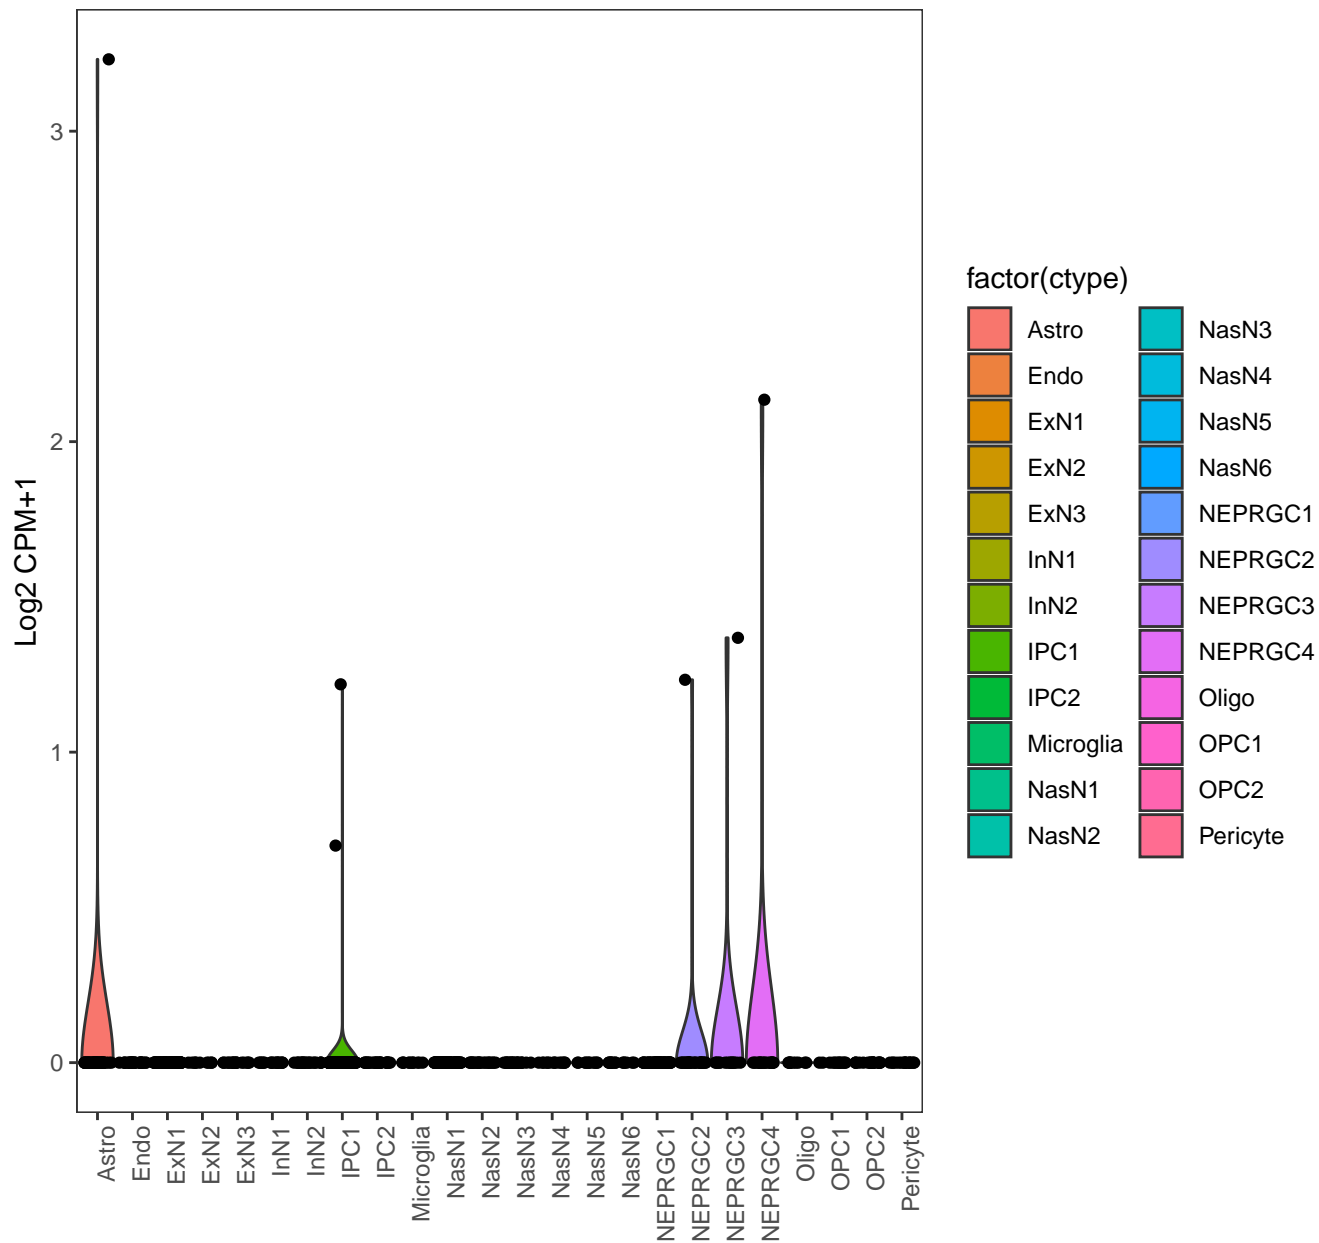 3
2
1
0
Log2 CPM+1
Astro
Endo
ExN1
ExN2
ExN3
InN1
InN2
IPC1
IPC2
Microglia
NasN1
NasN2
NasN3
NasN4
NasN5
NasN6
NEPRGC1
NEPRGC2
NEPRGC3
NEPRGC4
Oligo
OPC1
OPC2
Pericyte
factor(ctype)
Astro
Endo
ExN1
ExN2
ExN3
InN1
InN2
IPC1
IPC2
Microglia
NasN1
NasN2
NasN3
NasN4
NasN5
NasN6
NEPRGC1
NEPRGC2
NEPRGC3
NEPRGC4
Oligo
OPC1
OPC2
Pericyte